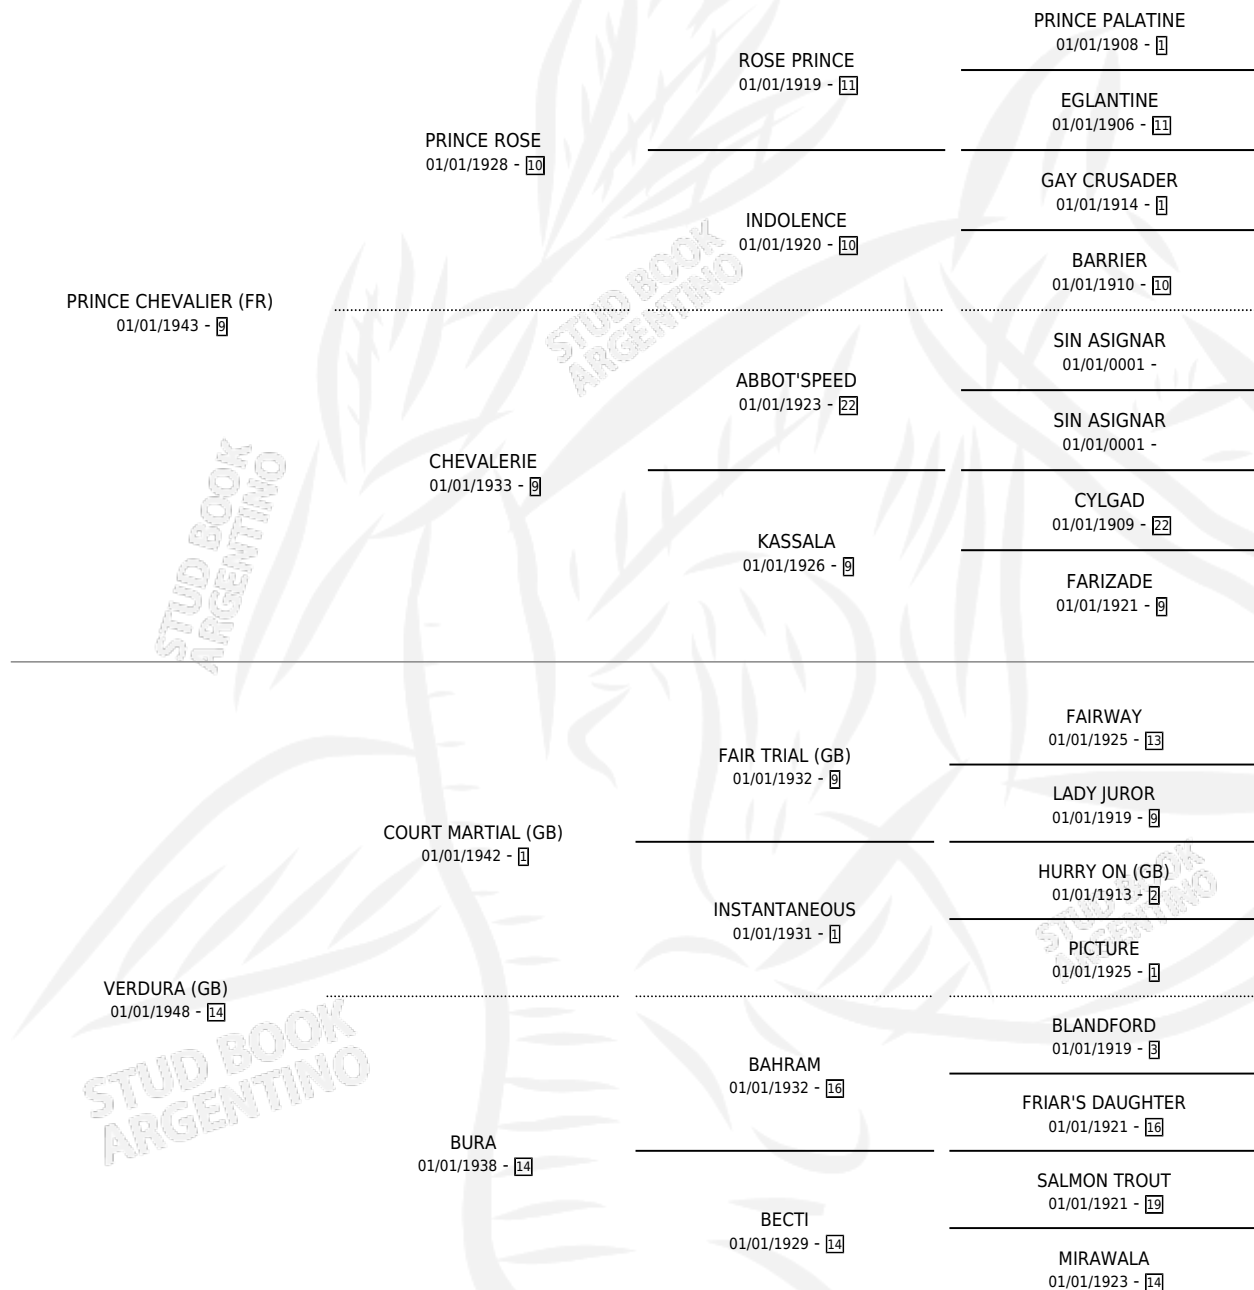 PRINCE PALATINE
01/01/1908 - 1
ROSE PRINCE
01/01/1919 - 11
EGLANTINE
01/01/1906 - 11
PRINCE ROSE
01/01/1928 - 10
GAY CRUSADER
01/01/1914 - 1
INDOLENCE
01/01/1920 - 10
BARRIER
01/01/1910 - 10
PRINCE CHEVALIER (FR)
01/01/1943 - 9
SIN ASIGNAR
01/01/0001 -
ABBOT'SPEED
01/01/1923 - 22
SIN ASIGNAR
01/01/0001 -
CHEVALERIE
01/01/1933 - 9
CYLGAD
01/01/1909 - 22
KASSALA
01/01/1926 - 9
FARIZADE
01/01/1921 - 9
FAIRWAY
01/01/1925 - 13
FAIR TRIAL (GB)
01/01/1932 - 9
LADY JUROR
01/01/1919 - 9
COURT MARTIAL (GB)
01/01/1942 - 1
HURRY ON (GB)
01/01/1913 - 2
INSTANTANEOUS
01/01/1931 - 1
PICTURE
01/01/1925 - 1
VERDURA (GB)
01/01/1948 - 14
BLANDFORD
01/01/1919 - 3
BAHRAM
01/01/1932 - 16
FRIAR'S DAUGHTER
01/01/1921 - 16
BURA
01/01/1938 - 14
SALMON TROUT
01/01/1921 - 19
BECTI
01/01/1929 - 14
MIRAWALA
01/01/1923 - 14
STUD BOOK
ARGENTINO
STUD BOOK
ARGENTINO
STUD BOOK
ARGENTINO
STUD BOOK
ARGENTINO